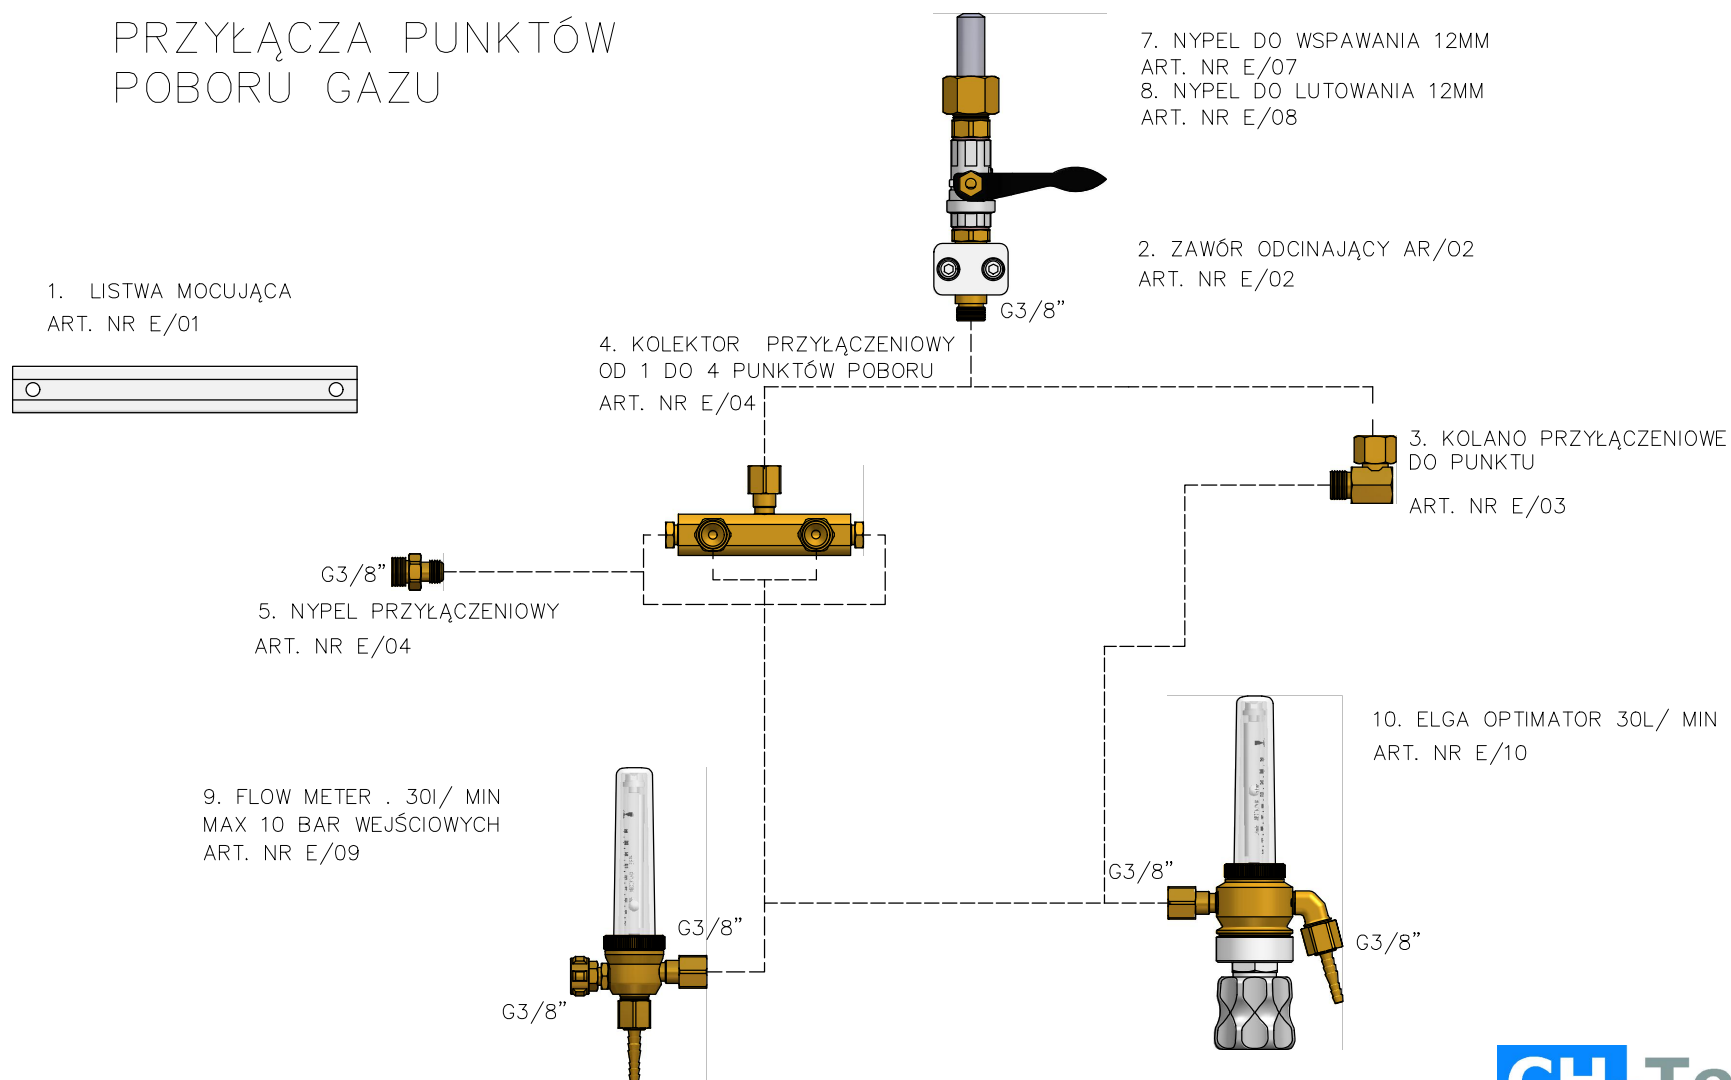 PRZYŁĄCZA PUNKTÓW
POBORU GAZU
7. NYPEL DO WSPAWANIA 12MM
ART. NR E/07
8. NYPEL DO LUTOWANIA 12MM
ART. NR E/08
2. ZAWÓR ODCINAJĄCY AR/02
ART. NR E/02
G3/8"
1. LISTWA MOCUJĄCA
ART. NR E/01
4. KOLEKTOR PRZYŁĄCZENIOWY
OD 1 DO 4 PUNKTÓW POBORU
ART. NR E/04
3. KOLANO PRZYŁĄCZENIOWE
DO PUNKTU
ART. NR E/03
G3/8"
5. NYPEL PRZYŁĄCZENIOWY
ART. NR E/04
10. ELGA OPTIMATOR 30L/ MIN
ART. NR E/10
9. FLOW METER . 30l/ MIN
MAX 10 BAR WEJŚCIOWYCH
ART. NR E/09
G3/8"
G3/8"
G3/8"
G3/8"
CH